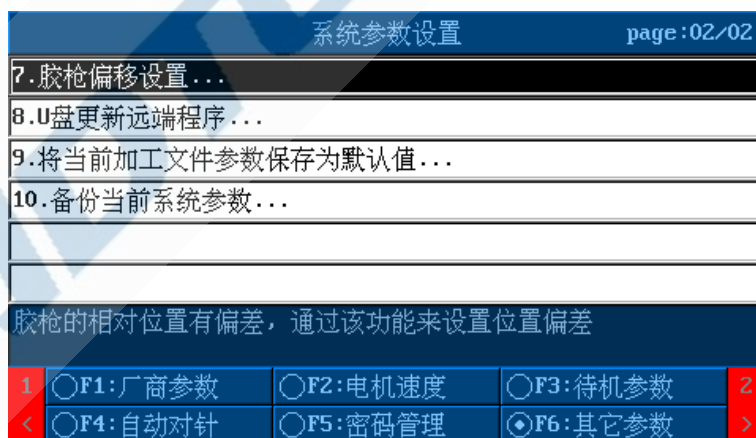 系统参数设置 page:02/02
7.胶枪偏移设置...
8.U盘更新远端程序...
9.将当前加工文件参数保存为默认值...
10.备份当前系统参数...
胶枪的相对位置有偏差，通过该功能来设置位置偏差
1 F1:厂商参数 F2:电机速度 F3:待机参数 2
< F4:自动对针 F5:密码管理 F6:其它参数 >